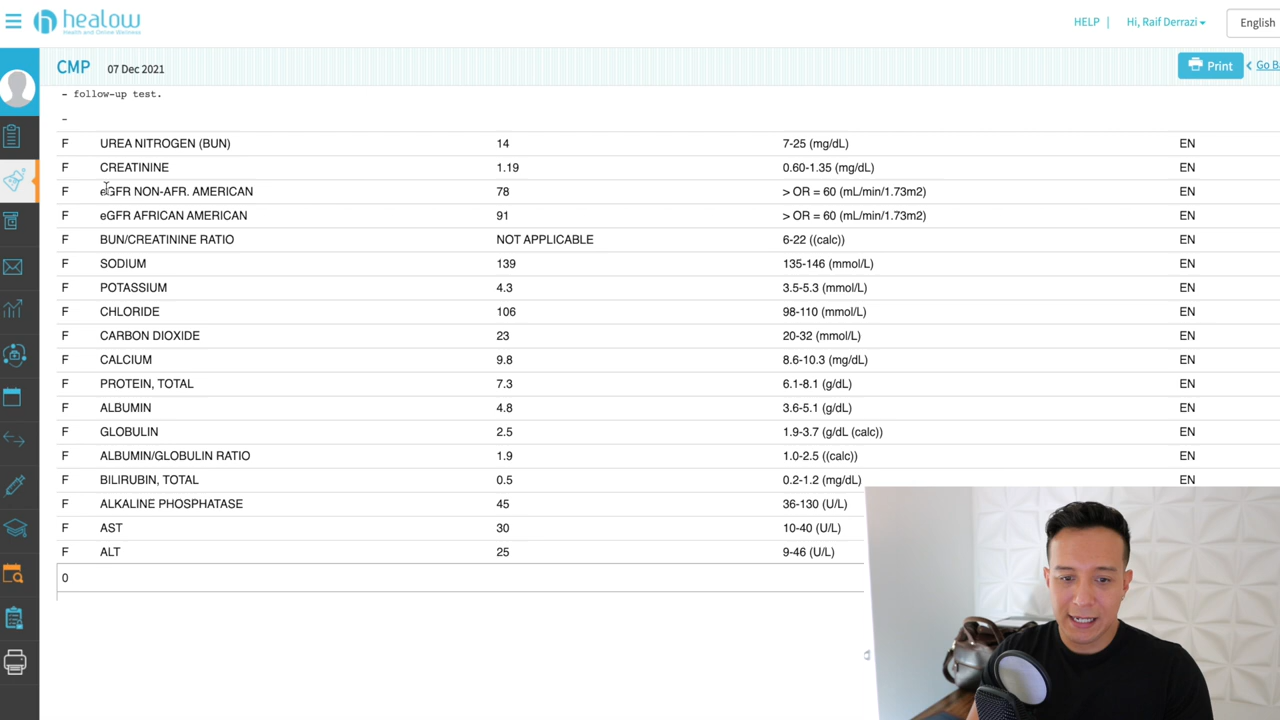 healow
Health and Online Wellness
HELP | Hi, Raif Derrazi English
CMP 07 Dec 2021 Print Go Ba
- follow-up test.
-
F UREA NITROGEN (BUN) 14 7-25 (mg/dL) EN
F CREATININE 1.19 0.60-1.35 (mg/dL) EN
F eGFR NON-AFR. AMERICAN 78 > OR = 60 (mL/min/1.73m2) EN
F eGFR AFRICAN AMERICAN 91 > OR = 60 (mL/min/1.73m2) EN
F BUN/CREATININE RATIO NOT APPLICABLE 6-22 ((calc)) EN
F SODIUM 139 135-146 (mmol/L) EN
F POTASSIUM 4.3 3.5-5.3 (mmol/L) EN
F CHLORIDE 106 98-110 (mmol/L) EN
F CARBON DIOXIDE 23 20-32 (mmol/L) EN
F CALCIUM 9.8 8.6-10.3 (mg/dL) EN
F PROTEIN, TOTAL 7.3 6.1-8.1 (g/dL) EN
F ALBUMIN 4.8 3.6-5.1 (g/dL) EN
F GLOBULIN 2.5 1.9-3.7 (g/dL (calc)) EN
F ALBUMIN/GLOBULIN RATIO 1.9 1.0-2.5 ((calc)) EN
F BILIRUBIN, TOTAL 0.5 0.2-1.2 (mg/dL) EN
F ALKALINE PHOSPHATASE 45 36-130 (U/L)
F AST 30 10-40 (U/L)
F ALT 25 9-46 (U/L)
0